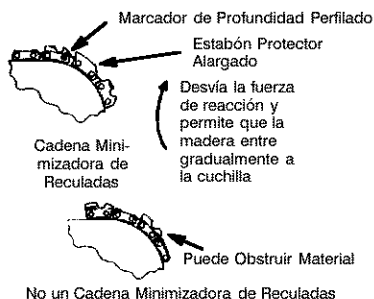 Marcador de Profundidad Perfilado
Estabón Protector
Alargado
Desvía la fuerza
de reacción y
permite que la
madera entre
gradualmente a
la cuchilla
Cadena Mini-
mizadora de
Reculadas
Puede Obstruir Material
No un Cadena Minimizadora de Reculadas